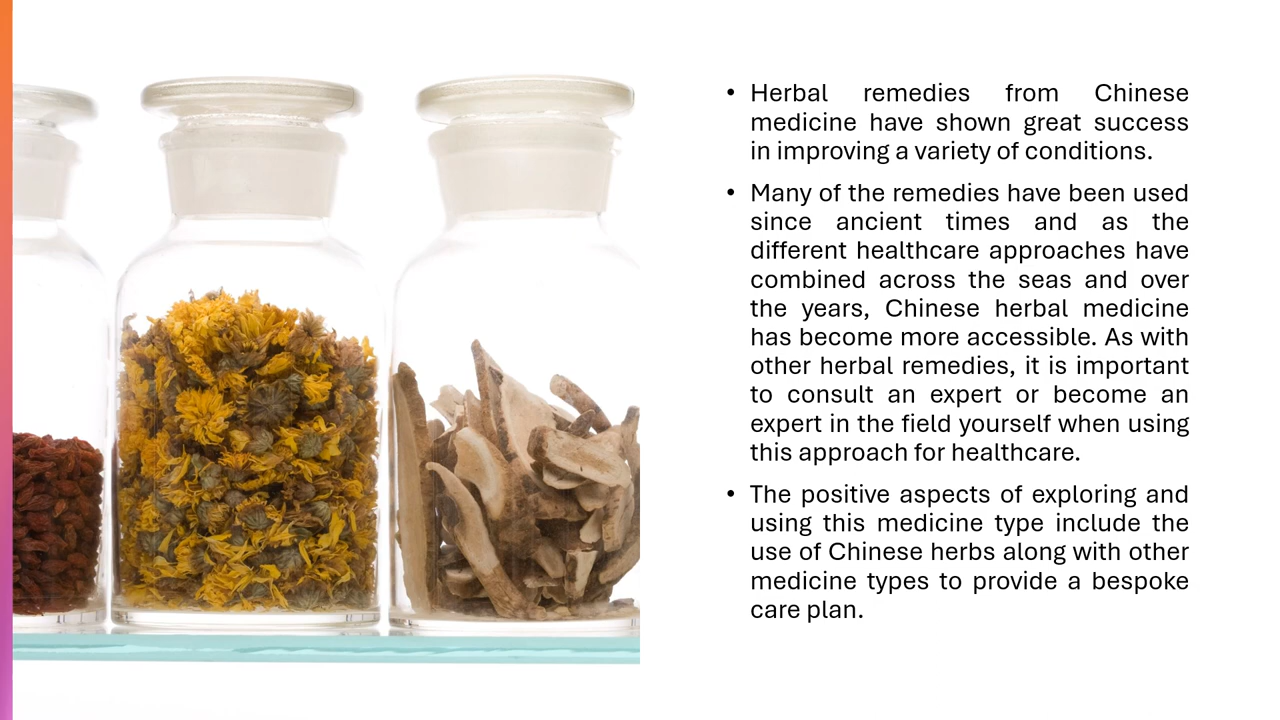 • Herbal remedies from Chinese
medicine have shown great success
in improving a variety of conditions.
• Many of the remedies have been used
since ancient times and as the
different healthcare approaches have
combined across the seas and over
the years, Chinese herbal medicine
has become more accessible. As with
other herbal remedies, it is important
to consult an expert or become an
expert in the field yourself when using
this approach for healthcare.
• The positive aspects of exploring and
using this medicine type include the
use of Chinese herbs along with other
medicine types to provide a bespoke
care plan.